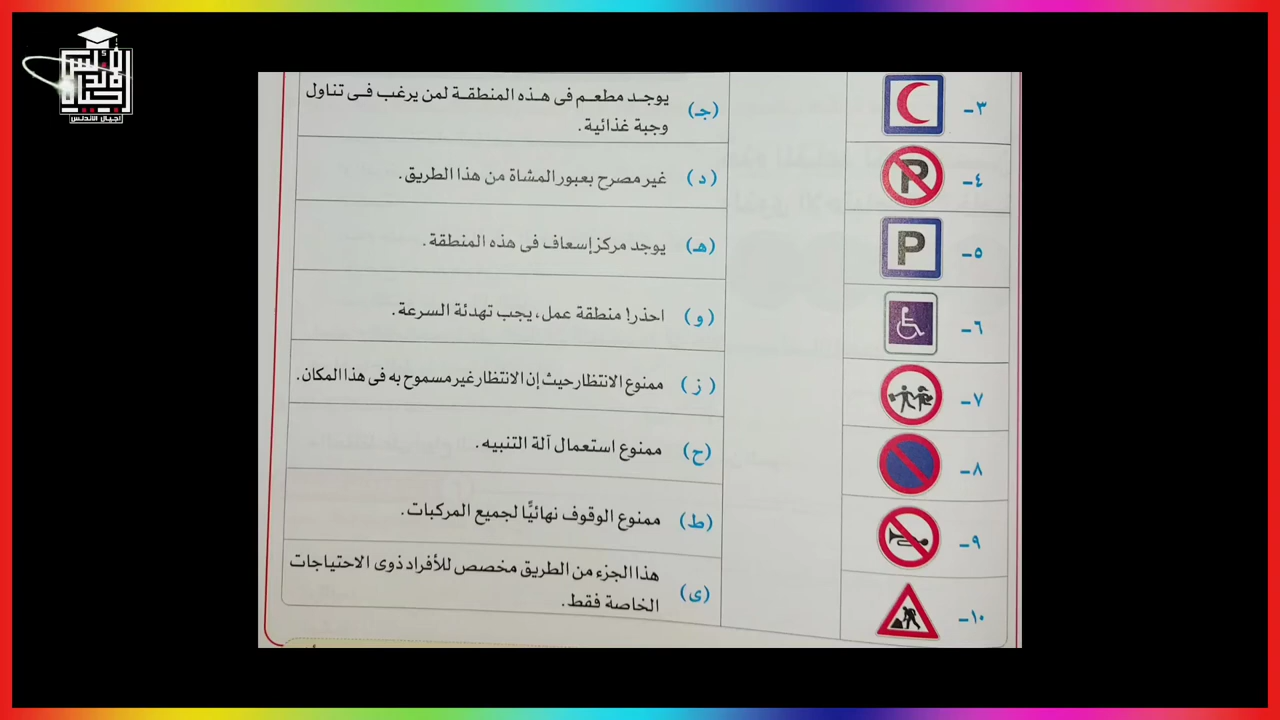 أجيال الأندلس
٣-
(جـ) يوجد مطعم فى هذه المنطقة لمن يرغب فى تناول
وجبة غذائية.
٤- P
(د) غير مصرح بعبور المشاة من هذا الطريق.
٥- P
(هـ) يوجد مركز إسعاف فى هذه المنطقة.
٦-
(و) احذر! منطقة عمل، يجب تهدئة السرعة.
٧-
(ز) ممنوع الانتظار حيث إن الانتظار غير مسموح به فى هذا المكان.
٨-
(ح) ممنوع استعمال آلة التنبيه.
٩-
(ط) ممنوع الوقوف نهائيًّا لجميع المركبات.
١٠-
(ى) هذا الجزء من الطريق مخصص للأفراد ذوى الاحتياجات
الخاصة فقط.